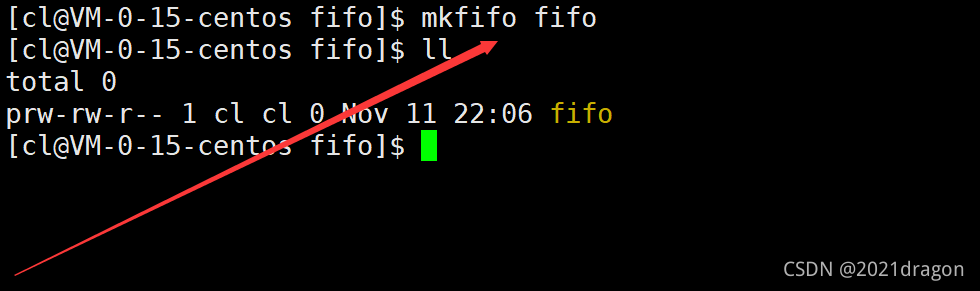 [cl@VM-0-15-centos fifo]$ mkfifo fifo
[cl@VM-0-15-centos fifo]$ ll
total 0
prw-rw-r-- 1 cl cl 0 Nov 11 22:06 fifo
[cl@VM-0-15-centos fifo]$
CSDN @2021dragon